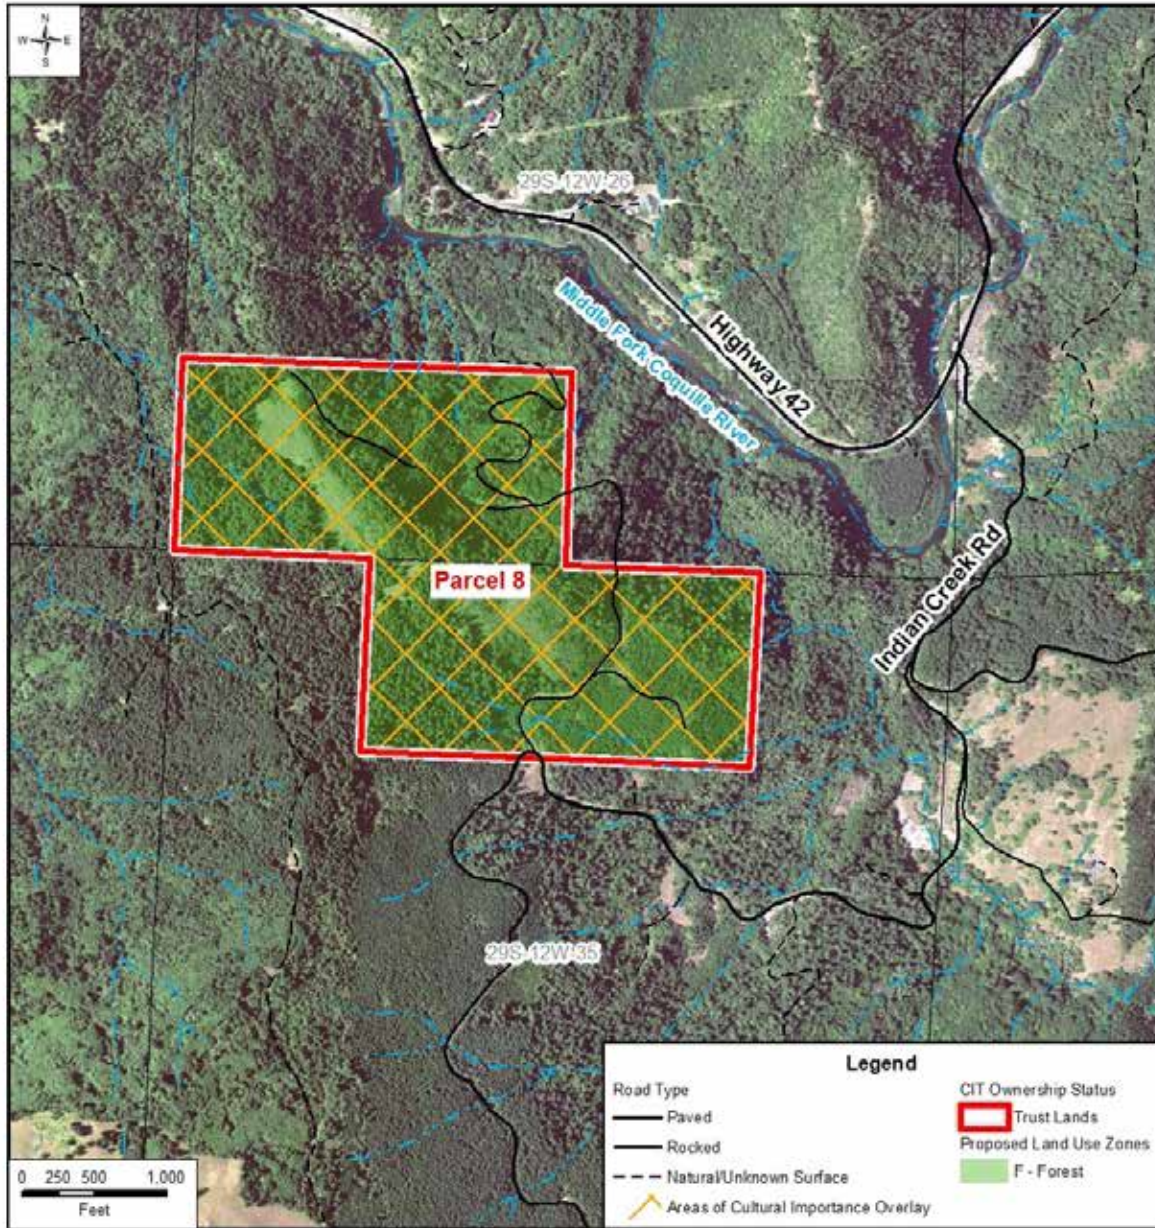 N
W E
S
29S-12W-26
Middle Fork Coquille River
Highway 42
Parcel 8
Indian Creek Rd
29S-12W-35
Legend
Road Type
Paved
Rocked
Natural/Unknown Surface
Areas of Cultural Importance Overlay
CIT Ownership Status
Trust Lands
Proposed Land Use Zones
F - Forest
0 250 500 1,000
Feet